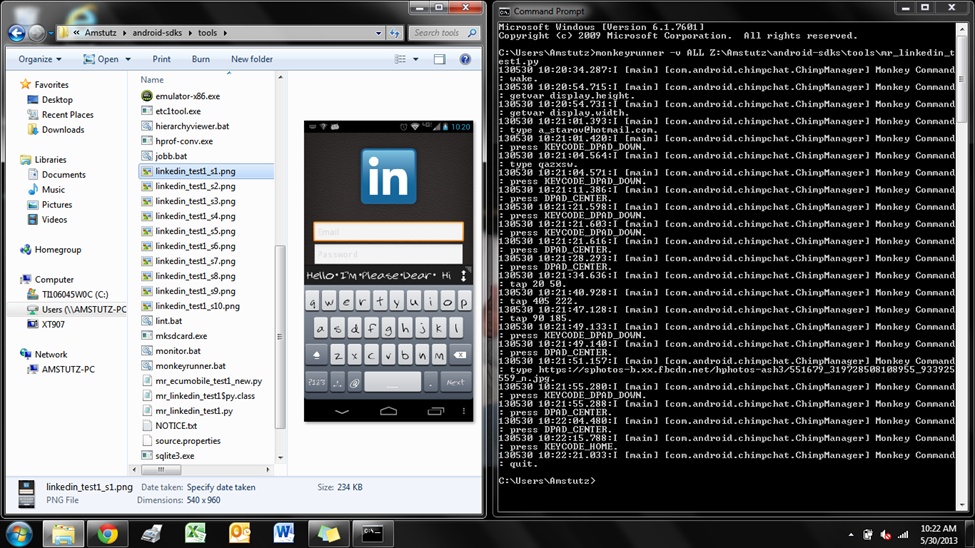 Amstutz ▸ android-sdks ▸ tools ▸
Search tools
Organize
Open
Print
Burn
New folder
Favorites
Desktop
Recent Places
Downloads
Libraries
Documents
Music
Pictures
Videos
Homegroup
Computer
TI106045W0C (C:)
Users (\\AMSTUTZ-PC
XT907
Network
AMSTUTZ-PC
Name
emulator-x86.exe
etc1tool.exe
hierarchyviewer.bat
hprof-conv.exe
jobb.bat
linkedin_test1_s1.png
linkedin_test1_s2.png
linkedin_test1_s3.png
linkedin_test1_s4.png
linkedin_test1_s5.png
linkedin_test1_s6.png
linkedin_test1_s7.png
linkedin_test1_s8.png
linkedin_test1_s9.png
linkedin_test1_s10.png
lint.bat
mksdcard.exe
monitor.bat
monkeyrunner.bat
mr_ecumobile_test1_new.py
mr_linkedin_test1$py.class
mr_linkedin_test1.py
NOTICE.txt
source.properties
sqlite3.exe
10:20
in
Email
Password
Hello•I'm•Please•Dear• Hi
q w e r t y u i o p
a s d f g h j k l
z x c v b n m
?123 @ . Next
linkedin_test1_s1.png
PNG File
Date taken: Specify date taken
Dimensions: 540 x 960
Size: 234 KB
Command Prompt
Microsoft Windows [Version 6.1.7601]
Copyright (c) 2009 Microsoft Corporation.  All rights reserved.
C:\Users\Amstutz>monkeyrunner -v ALL Z:\Amstutz\android-sdks\tools\mr_linkedin_t
est1.py
130530 10:20:34.287:I [main] [com.android.chimpchat.ChimpManager] Monkey Command
: wake.
130530 10:20:54.715:I [main] [com.android.chimpchat.ChimpManager] Monkey Command
: getvar display.height.
130530 10:20:54.731:I [main] [com.android.chimpchat.ChimpManager] Monkey Command
: getvar display.width.
130530 10:21:01.393:I [main] [com.android.chimpchat.ChimpManager] Monkey Command
: type a_starov@hotmail.com.
130530 10:21:01.420:I [main] [com.android.chimpchat.ChimpManager] Monkey Command
: press KEYCODE_DPAD_DOWN.
130530 10:21:04.564:I [main] [com.android.chimpchat.ChimpManager] Monkey Command
: type qazxsw.
130530 10:21:04.571:I [main] [com.android.chimpchat.ChimpManager] Monkey Command
: press KEYCODE_DPAD_DOWN.
130530 10:21:11.386:I [main] [com.android.chimpchat.ChimpManager] Monkey Command
: press DPAD_CENTER.
130530 10:21:21.598:I [main] [com.android.chimpchat.ChimpManager] Monkey Command
: press KEYCODE_DPAD_DOWN.
130530 10:21:21.603:I [main] [com.android.chimpchat.ChimpManager] Monkey Command
: press KEYCODE_DPAD_DOWN.
130530 10:21:21.616:I [main] [com.android.chimpchat.ChimpManager] Monkey Command
: press DPAD_CENTER.
130530 10:21:28.293:I [main] [com.android.chimpchat.ChimpManager] Monkey Command
: press DPAD_CENTER.
130530 10:21:34.636:I [main] [com.android.chimpchat.ChimpManager] Monkey Command
: tap 20 50.
130530 10:21:40.928:I [main] [com.android.chimpchat.ChimpManager] Monkey Command
: tap 405 222.
130530 10:21:47.128:I [main] [com.android.chimpchat.ChimpManager] Monkey Command
: tap 90 185.
130530 10:21:49.133:I [main] [com.android.chimpchat.ChimpManager] Monkey Command
: press KEYCODE_DPAD_DOWN.
130530 10:21:49.140:I [main] [com.android.chimpchat.ChimpManager] Monkey Command
: press DPAD_CENTER.
130530 10:21:51.157:I [main] [com.android.chimpchat.ChimpManager] Monkey Command
: type https://sphotos-b.xx.fbcdn.net/hphotos-ash3/551679_319728508108955_933925
559_n.jpg.
130530 10:21:55.280:I [main] [com.android.chimpchat.ChimpManager] Monkey Command
: press KEYCODE_DPAD_DOWN.
130530 10:21:55.288:I [main] [com.android.chimpchat.ChimpManager] Monkey Command
: press DPAD_CENTER.
130530 10:22:04.480:I [main] [com.android.chimpchat.ChimpManager] Monkey Command
: press DPAD_CENTER.
130530 10:22:15.788:I [main] [com.android.chimpchat.ChimpManager] Monkey Command
: press KEYCODE_HOME.
130530 10:22:21.033:I [main] [com.android.chimpchat.ChimpManager] Monkey Command
: quit.
C:\Users\Amstutz>
10:22 AM
5/30/2013